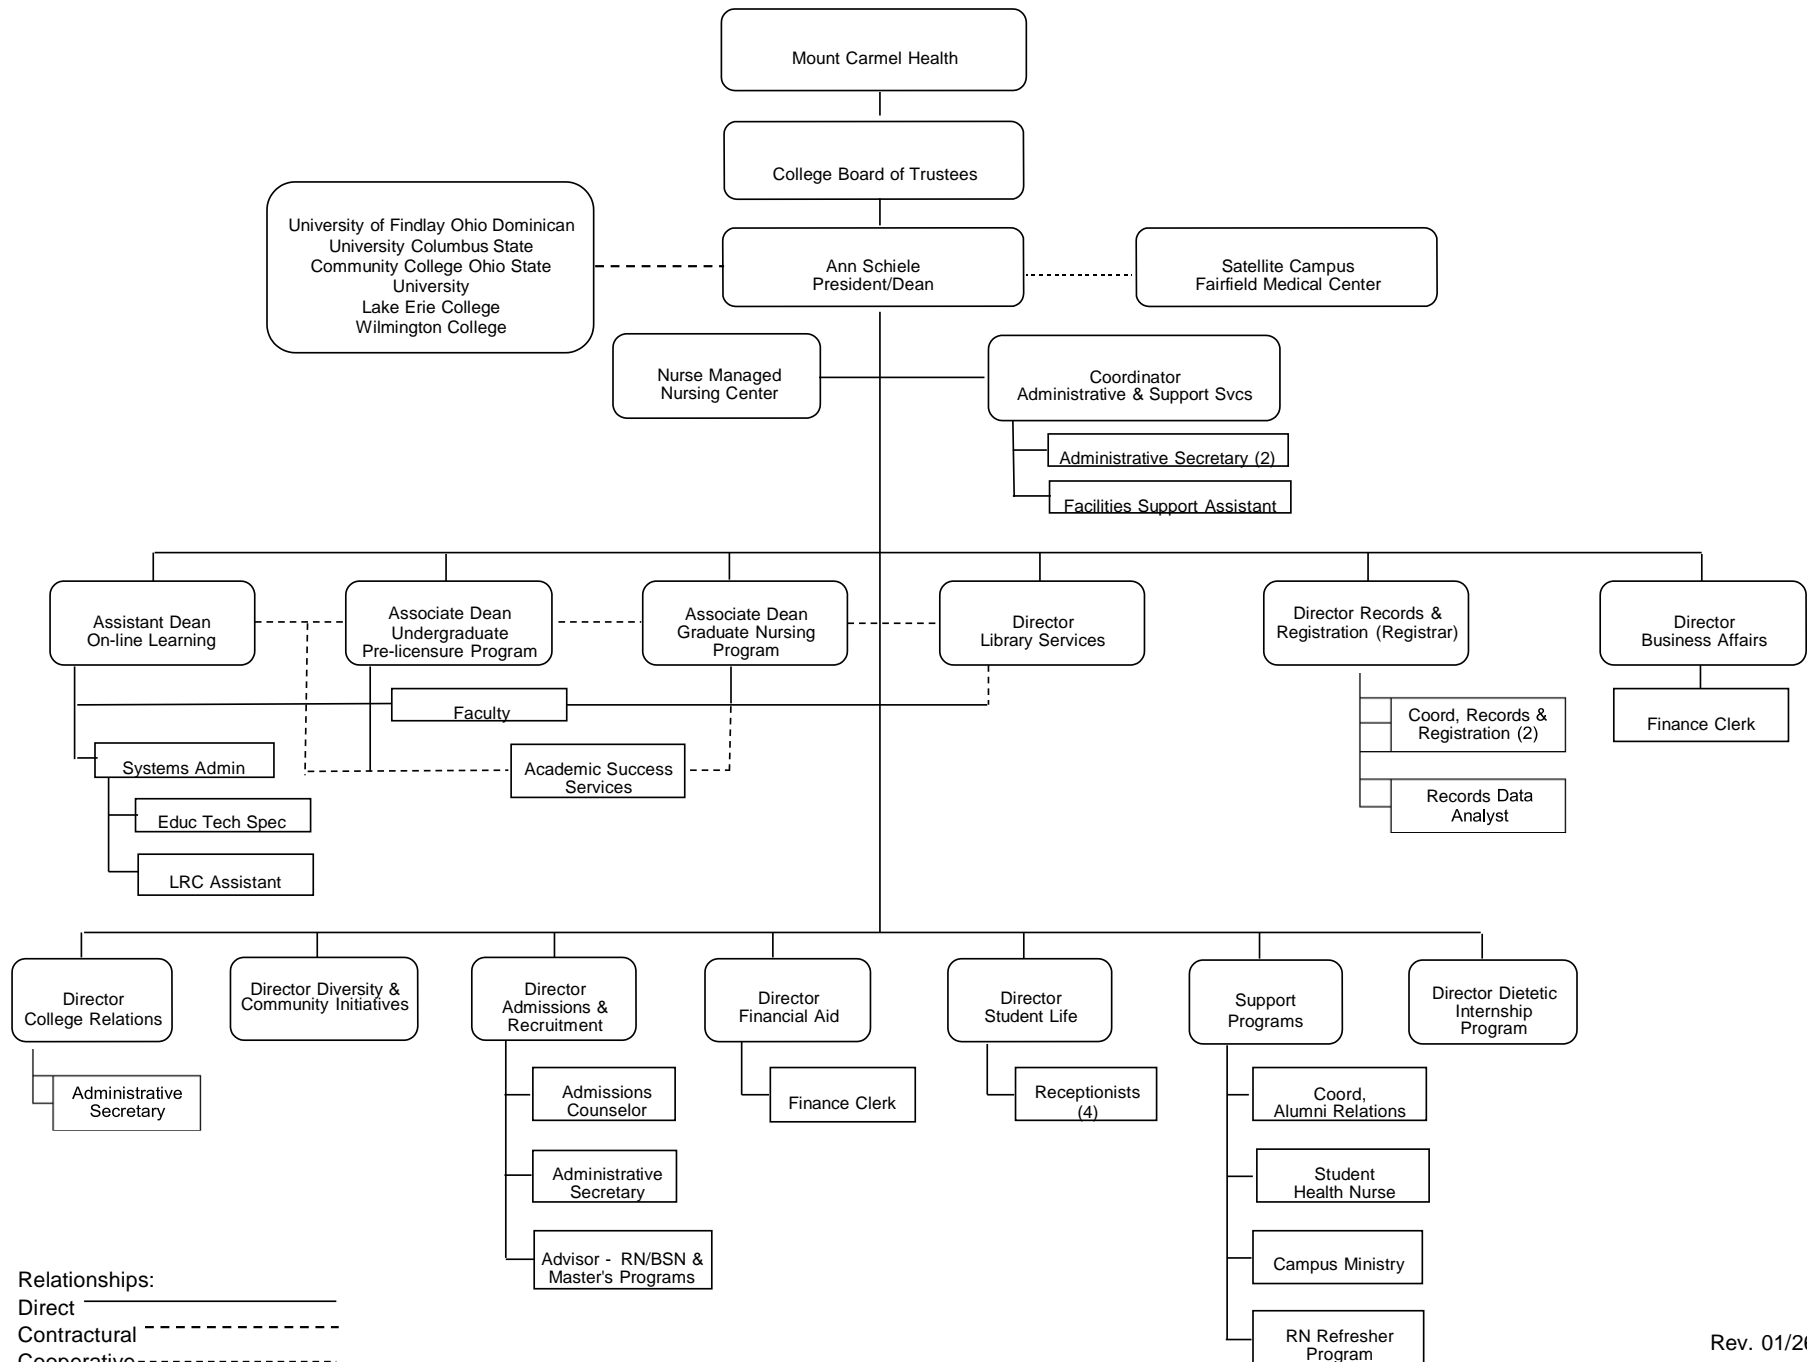 Mount Carmel Health
College Board of Trustees
University of Findlay Ohio Dominican
University Columbus State
Community College Ohio State
University
Lake Erie College
Wilmington College
Ann Schiele
President/Dean
Satellite Campus
Fairfield Medical Center
Nurse Managed
Nursing Center
Coordinator
Administrative & Support Svcs
Administrative Secretary (2)
Facilities Support Assistant
Assistant Dean
On-line Learning
Associate Dean
Undergraduate
Pre-licensure Program
Associate Dean
Graduate Nursing
Program
Director
Library Services
Director Records &
Registration (Registrar)
Director
Business Affairs
Faculty
Coord, Records &
Registration (2)
Finance Clerk
Systems Admin
Academic Success
Services
Records Data
Analyst
Educ Tech Spec
LRC Assistant
Director
College Relations
Director Diversity &
Community Initiatives
Director
Admissions &
Recruitment
Director
Financial Aid
Director
Student Life
Support
Programs
Director Dietetic
Internship
Program
Administrative
Secretary
Admissions
Counselor
Finance Clerk
Receptionists
(4)
Coord,
Alumni Relations
Administrative
Secretary
Student
Health Nurse
Advisor - RN/BSN &
Master's Programs
Campus Ministry
RN Refresher
Program
Relationships:
Direct
Contractural
Cooperative
Rev. 01/26